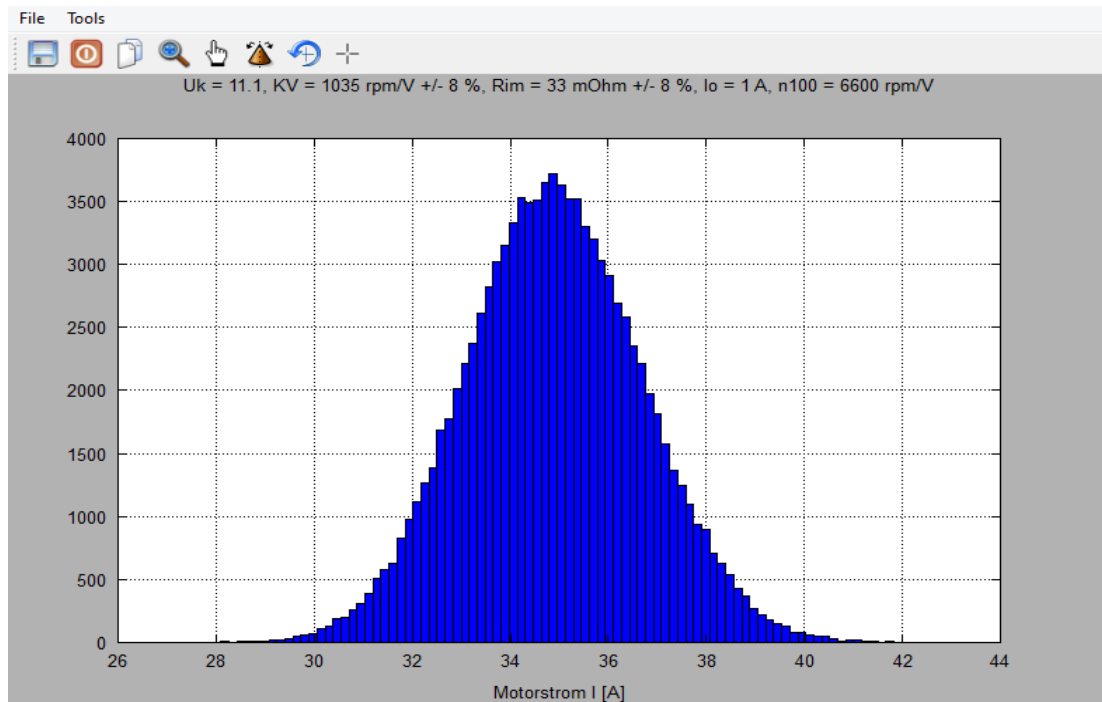 File Tools
Uk = 11.1, KV = 1035 rpm/V +/- 8 %, Rim = 33 mOhm +/- 8 %, Io = 1 A, n100 = 6600 rpm/V
4000
3500
3000
2500
2000
1500
1000
500
0
26 28 30 32 34 36 38 40 42 44
Motorstrom I [A]